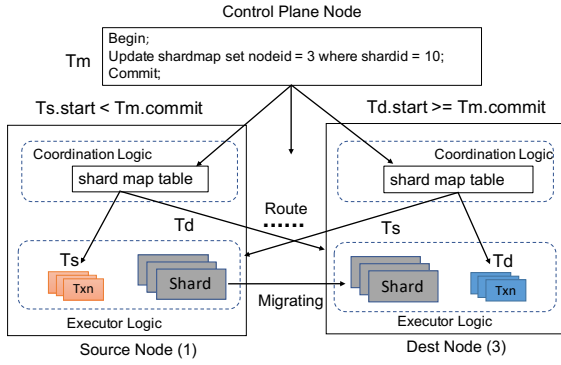 Control Plane Node
Tm
Begin;
Update shardmap set nodeid = 3 where shardid = 10;
Commit;
Ts.start < Tm.commit
Td.start >= Tm.commit
Coordination Logic
shard map table
Coordination Logic
shard map table
Route
......
Td
Ts
Ts
Txn
Shard
Migrating
Shard
Td
Txn
Executor Logic
Executor Logic
Source Node (1)
Dest Node (3)